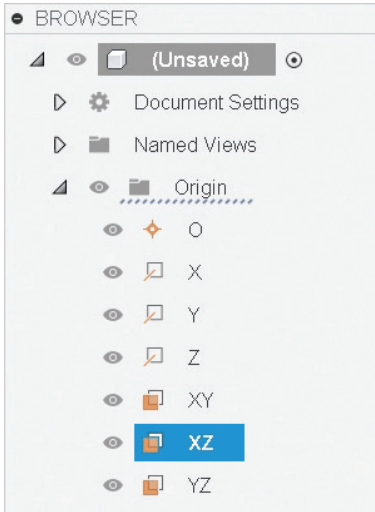 BROWSER
(Unsaved)
Document Settings
Named Views
Origin
O
X
Y
Z
XY
XZ
YZ